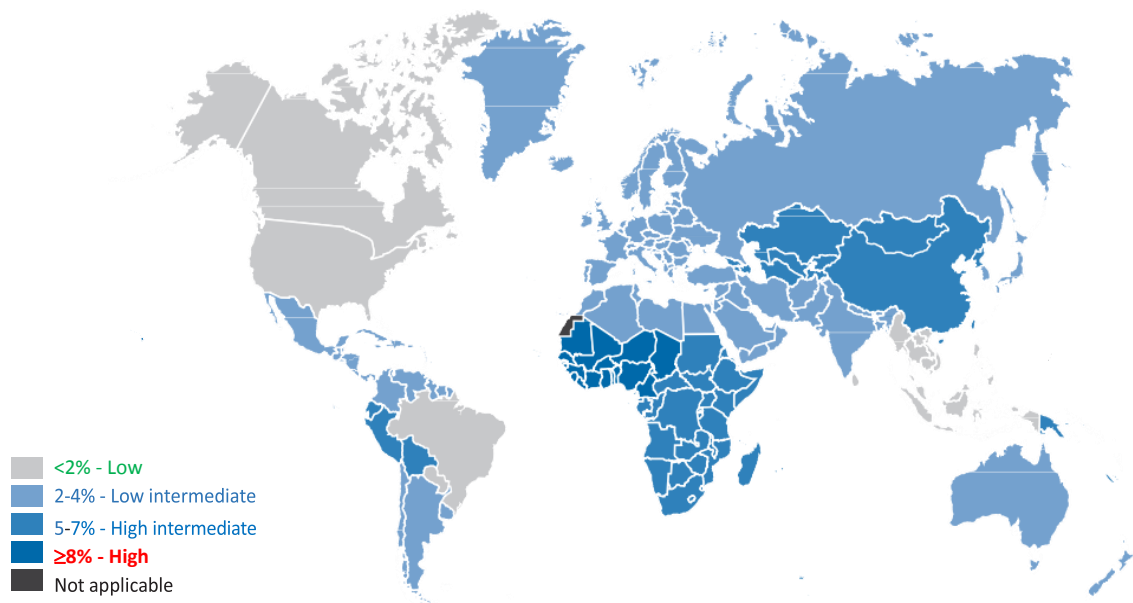 <2% - Low
2-4% - Low intermediate
5-7% - High intermediate
≥8% - High
Not applicable